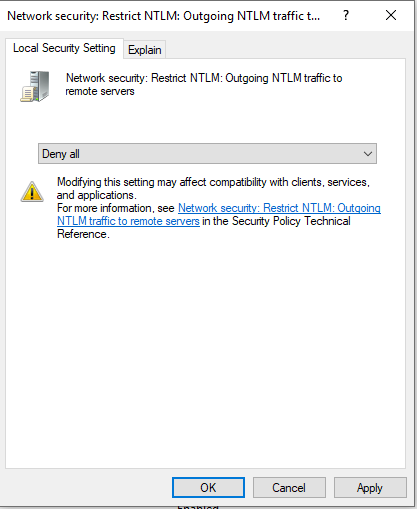 Network security: Restrict NTLM: Outgoing NTLM traffic t...
?
Local Security Setting
Explain
Network security: Restrict NTLM: Outgoing NTLM traffic to
remote servers
Deny all
Modifying this setting may affect compatibility with clients, services,
and applications.
For more information, see Network security: Restrict NTLM: Outgoing
NTLM traffic to remote servers in the Security Policy Technical
Reference.
OK
Cancel
Apply
Enabled